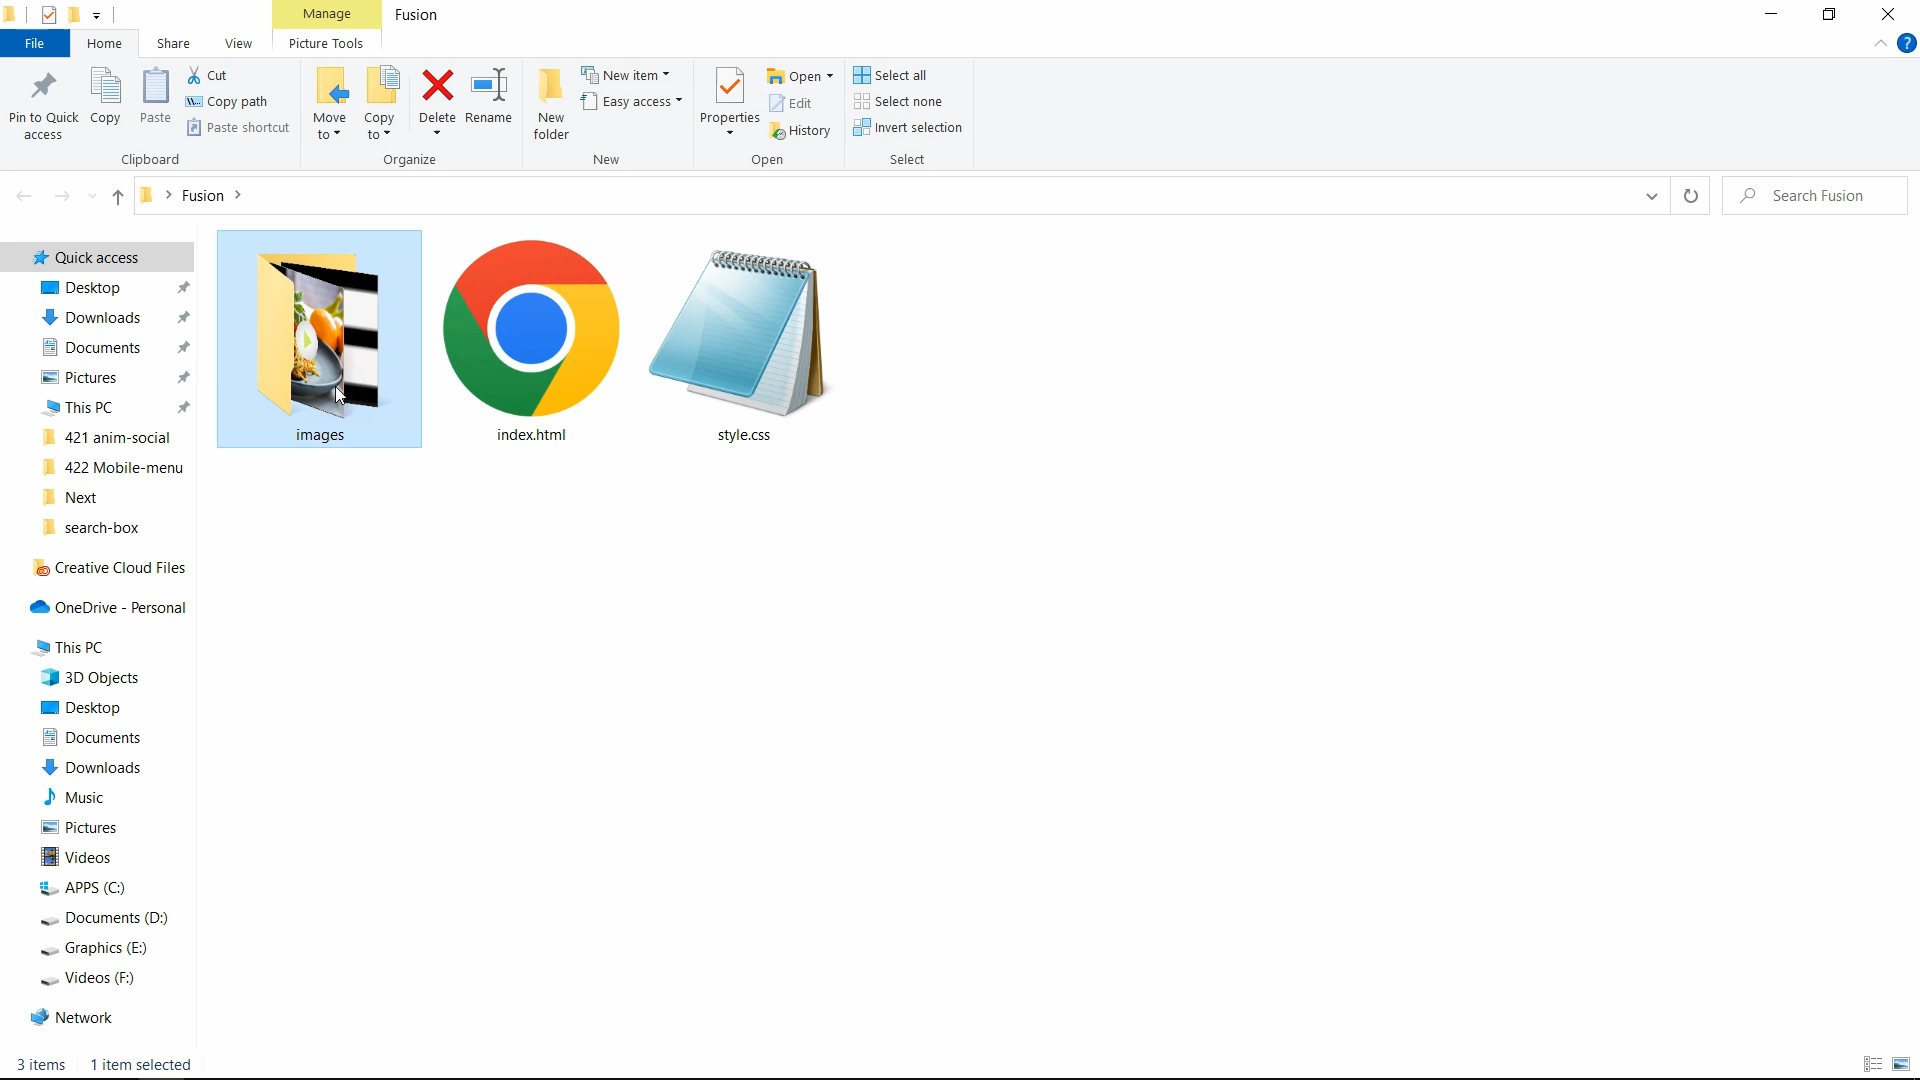 Manage
Fusion
File
Home
Share
View
Picture Tools
?
Pin to Quick
access
Copy
Paste
Cut
Copy path
Paste shortcut
Clipboard
Move
to
Copy
to
Delete
Rename
Organize
New
folder
New item
Easy access
New
Properties
Open
Edit
History
Open
Select all
Select none
Invert selection
Select
Fusion
Search Fusion
Quick access
Desktop
Downloads
Documents
Pictures
This PC
421 anim-social
422 Mobile-menu
Next
search-box
Creative Cloud Files
OneDrive - Personal
This PC
3D Objects
Desktop
Documents
Downloads
Music
Pictures
Videos
APPS (C:)
Documents (D:)
Graphics (E:)
Videos (F:)
Network
images
index.html
style.css
3 items
1 item selected